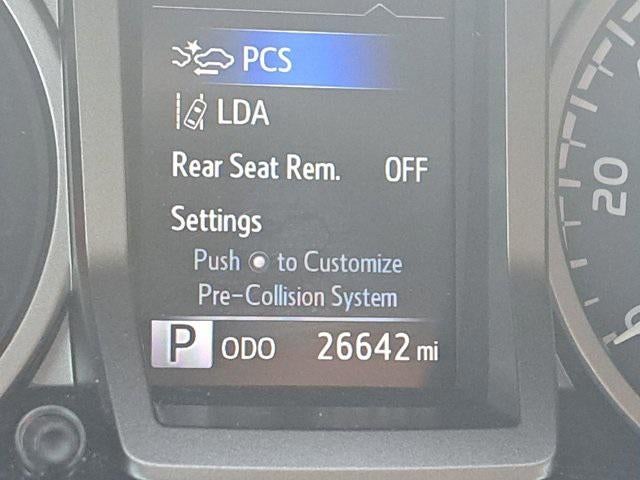 PCS
LDA
Rear Seat Rem. OFF
Settings
Push to Customize
Pre-Collision System
P ODO 26642 mi
20